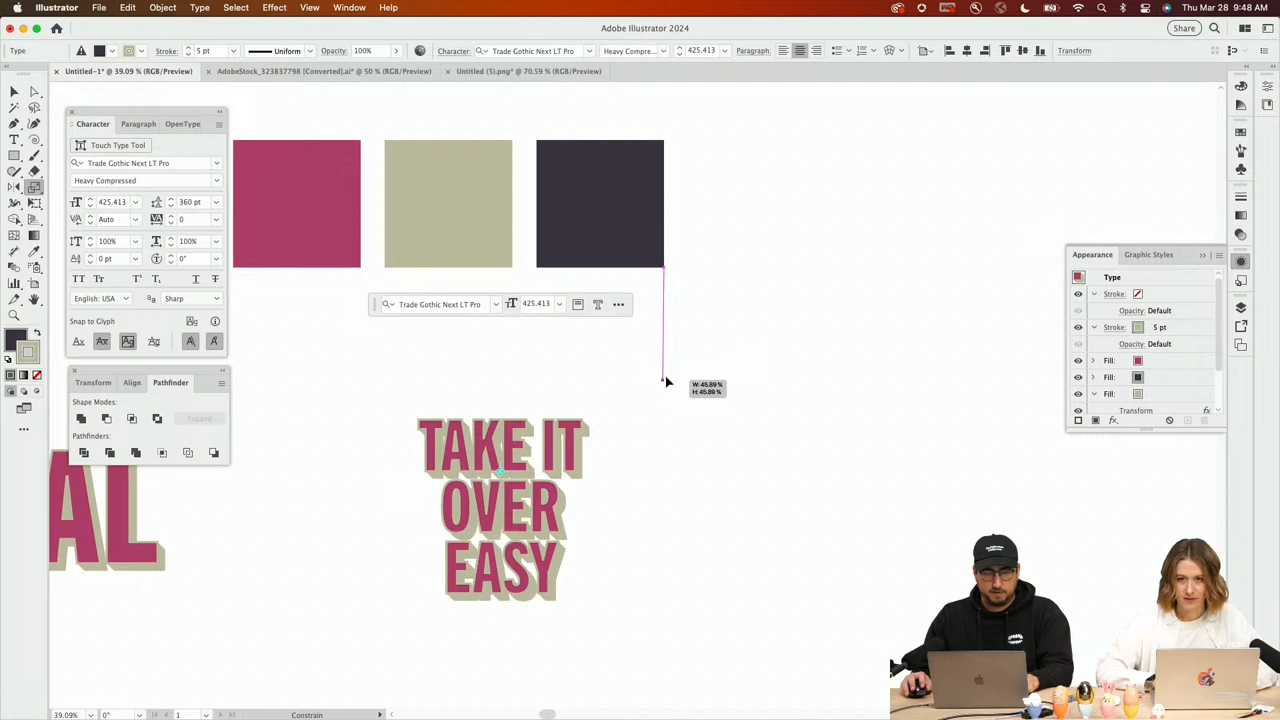 Illustrator File Edit Object Type Select Effect View Window Help Thu Mar 28 9:48 AM
Adobe Illustrator 2024
Share
Type Stroke: 5 pt Uniform Opacity: 100% Character: Trade Gothic Next LT Pro Heavy Compre... 425.413 Paragraph: Transform
Untitled-1* @ 39.09 % (RGB/Preview) AdobeStock_323837798 [Converted].ai* @ 50 % (RGB/Preview) Untitled (5).png* @ 70.59 % (RGB/Preview)
Character Paragraph OpenType
Touch Type Tool
Trade Gothic Next LT Pro
Heavy Compressed
425.413 360 pt
Auto 0
100% 100%
0 pt 0°
English: USA Sharp
Snap to Glyph
Transform Align Pathfinder
Shape Modes:
Expand
Pathfinders:
Trade Gothic Next LT Pro 425.413
W: 45.89 %
H: 45.89 %
TAKE IT
OVER
EASY
AL
Appearance Graphic Styles
Type
Stroke:
Opacity: Default
Stroke: 5 pt
Opacity: Default
Fill:
Fill:
Fill:
Transform fx
39.09% 0° 1 Constrain